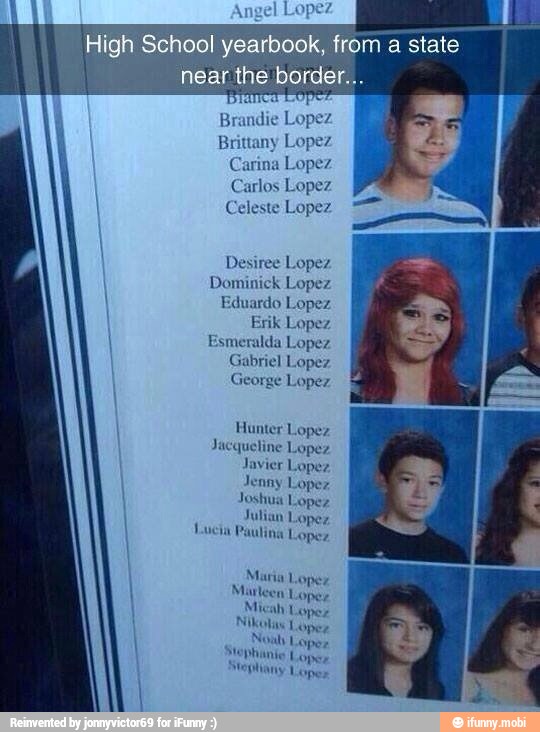 Angel Lopez
High School yearbook, from a state
near the border...
Bianca Lopez
Brandie Lopez
Brittany Lopez
Carina Lopez
Carlos Lopez
Celeste Lopez
Desiree Lopez
Dominick Lopez
Eduardo Lopez
Erik Lopez
Esmeralda Lopez
Gabriel Lopez
George Lopez
Hunter Lopez
Jacqueline Lopez
Javier Lopez
Jenny Lopez
Joshua Lopez
Julian Lopez
Lucia Paulina Lopez
Maria Lopez
Marleen Lopez
Micah Lopez
Nikolas Lopez
Noah Lopez
Stephanie Lopez
Stephany Lopez
Reinvented by jonnyvictor69 for iFunny :)
ifunny.mobi